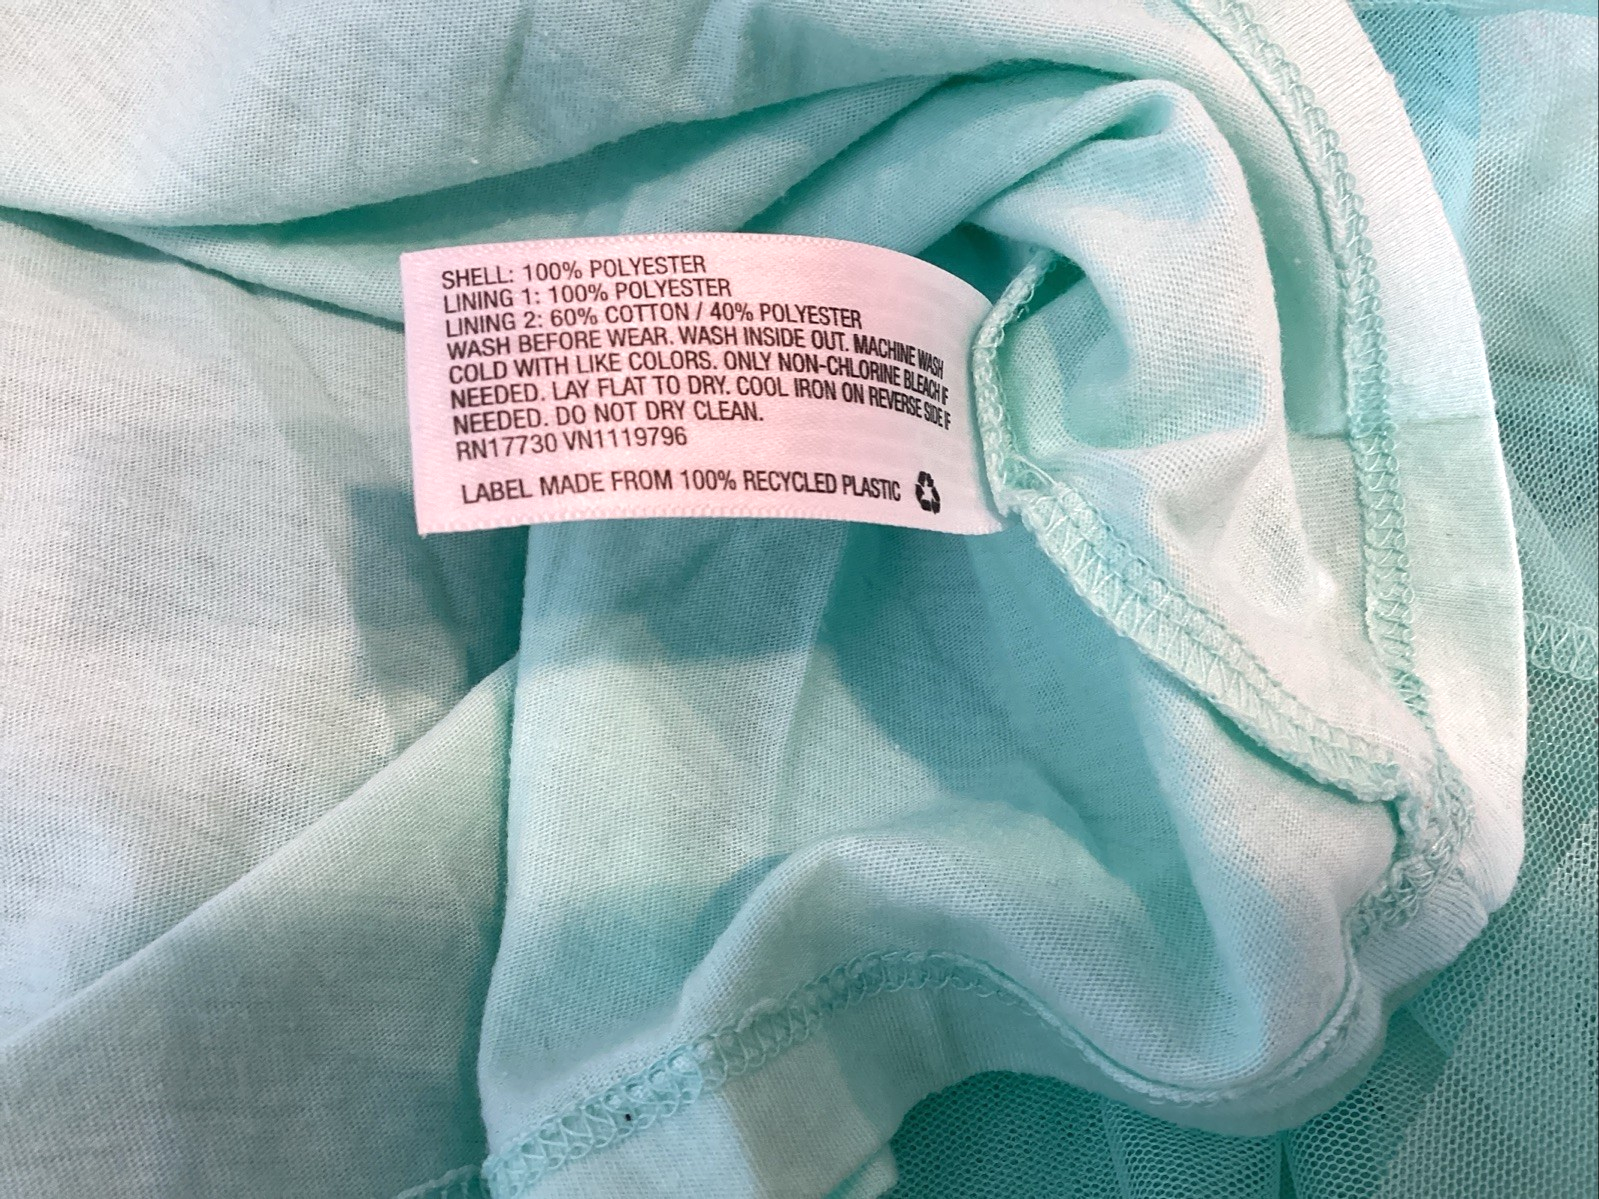 SHELL: 100% POLYESTER
LINING 1: 100% POLYESTER
LINING 2: 60% COTTON / 40% POLYESTER
WASH BEFORE WEAR. WASH INSIDE OUT. MACHINE WASH
COLD WITH LIKE COLORS. ONLY NON-CHLORINE BLEACH IF
NEEDED. LAY FLAT TO DRY. COOL IRON ON REVERSE SIDE IF
NEEDED. DO NOT DRY CLEAN.
RN17730 VN1119796
LABEL MADE FROM 100% RECYCLED PLASTIC